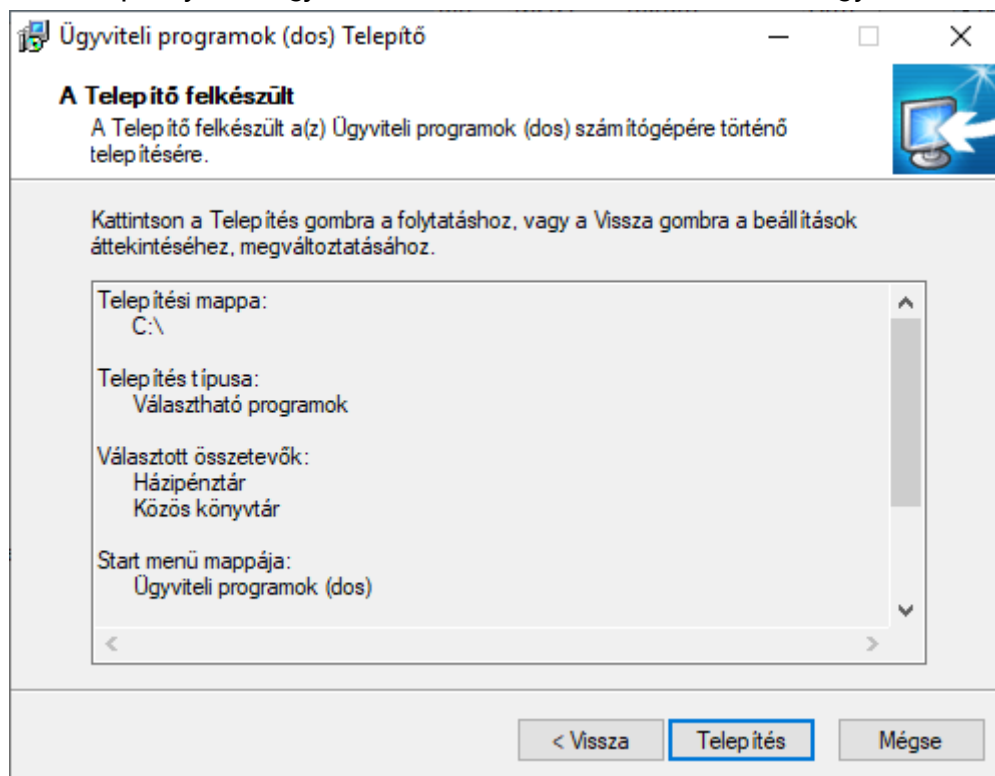 Ügyviteli programok (dos) Telepítő
A Telepítő felkészült
A Telepítő felkészült a(z) Ügyviteli programok (dos) számítógépére történő
telepítésére.
Kattintson a Telepítés gombra a folytatáshoz, vagy a Vissza gombra a beállítások
áttekintéséhez, megváltoztatásához.
Telepítési mappa:
C:\
Telepítés típusa:
Választható programok
Választott összetevők:
Házipénztár
Közös könyvtár
Start menü mappája:
Ügyviteli programok (dos)
< Vissza
Telepítés
Mégse